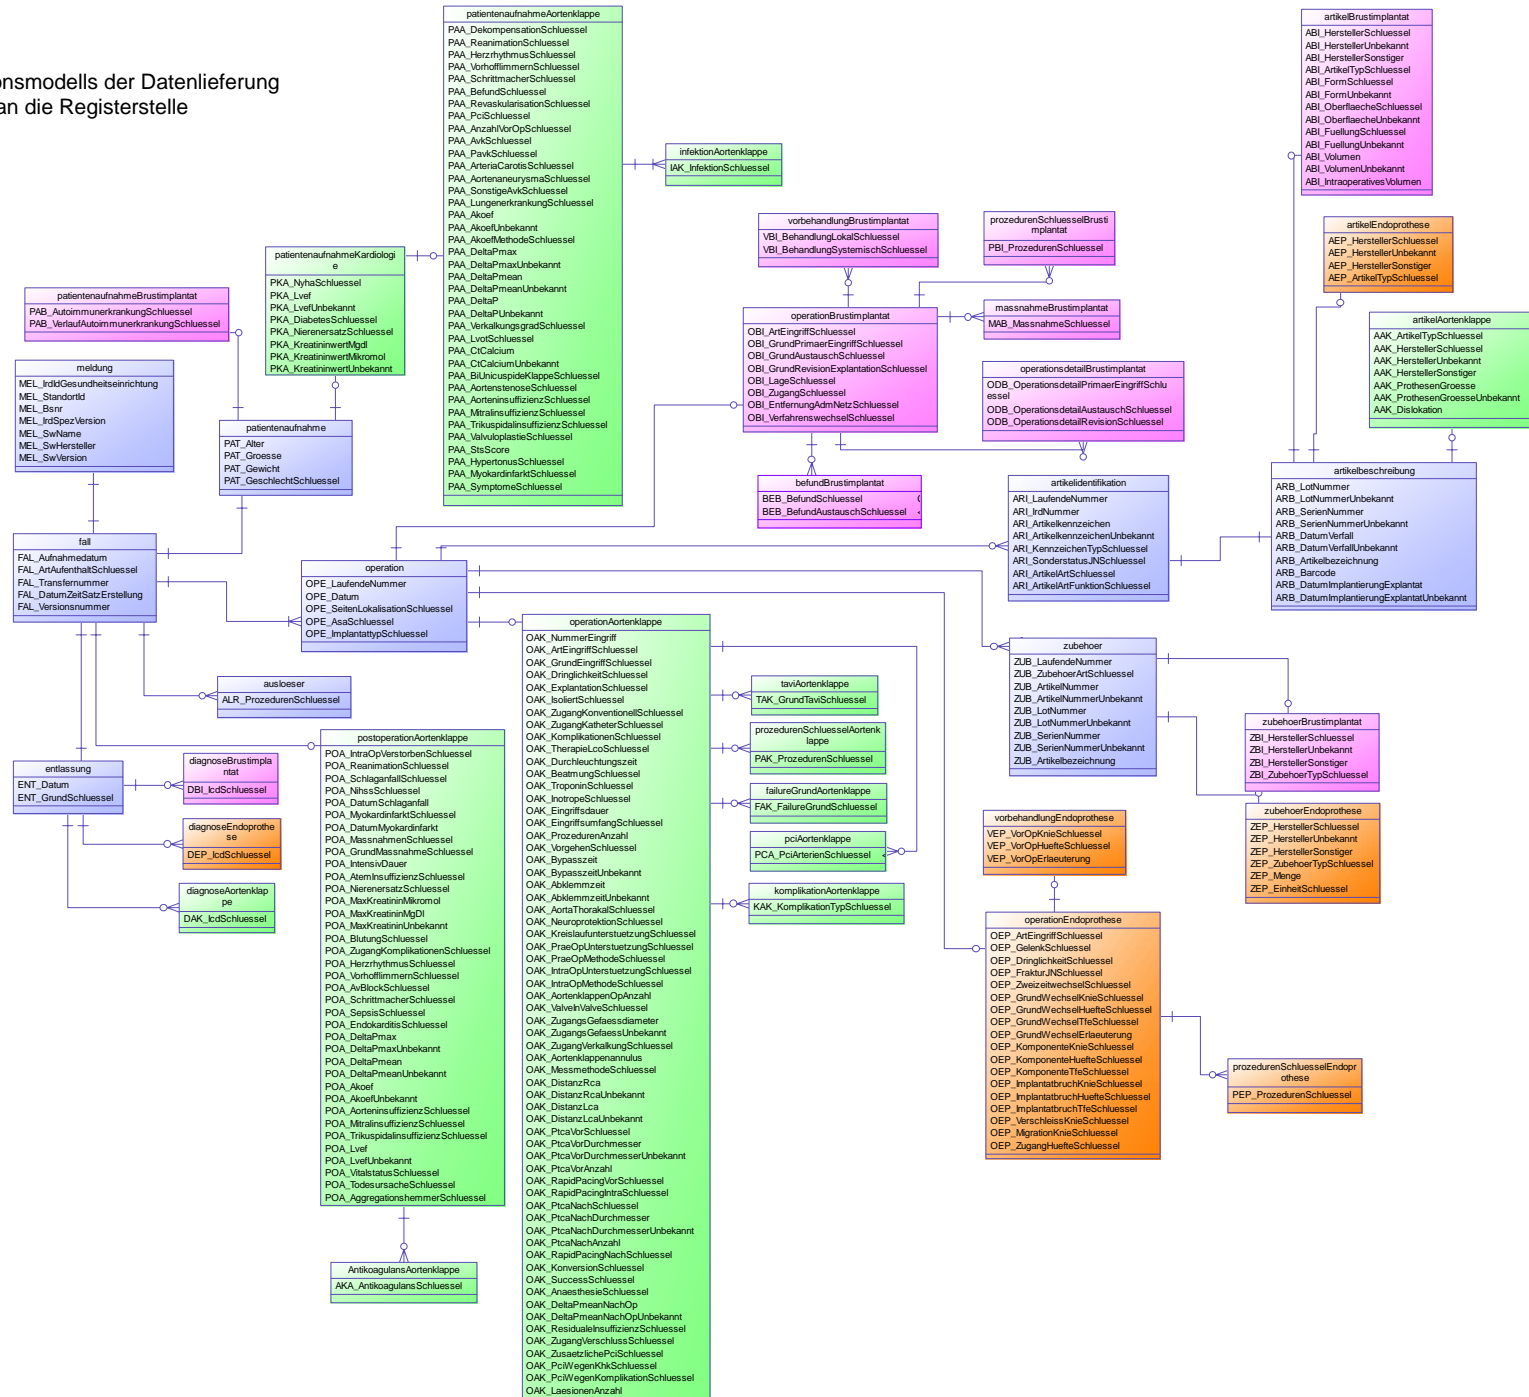 onsmodells der Datenlieferung
an die Registerstelle
patientenaufnahmeAortenklappe
PAA_DekompensationSchluessel
PAA_ReanimationSchluessel
PAA_HerzrhythmusSchluessel
PAA_VorhofflimmernSchluessel
PAA_SchrittmacherSchluessel
PAA_BefundSchluessel
PAA_RevaskularisationSchluessel
PAA_PciSchluessel
PAA_AnzahlVorOpSchluessel
PAA_AvkSchluessel
PAA_PavkSchluessel
PAA_ArteriaCarotisSchluessel
PAA_AortenaneurysmaSchluessel
PAA_SonstigeAvkSchluessel
PAA_LungenerkrankungSchluessel
PAA_Akoef
PAA_AkoefUnbekannt
PAA_AkoefMethodeSchluessel
PAA_DeltaPmax
PAA_DeltaPmaxUnbekannt
PAA_DeltaPmean
PAA_DeltaPmeanUnbekannt
PAA_DeltaP
PAA_DeltaPUnbekannt
PAA_VerkalkungsgradSchluessel
PAA_LvotSchluessel
PAA_CtCalcium
PAA_CtCalciumUnbekannt
PAA_BiUnicuspideKlappeSchluessel
PAA_AortenstenoseSchluessel
PAA_AorteninsuffizienzSchluessel
PAA_MitralinsuffizienzSchluessel
PAA_TrikuspidalinsuffizienzSchluessel
PAA_ValvuloplastieSchluessel
PAA_StsScore
PAA_HypertonusSchluessel
PAA_MyokardinfarktSchluessel
PAA_SymptomeSchluessel
infektionAortenklappe
IAK_InfektionSchluessel
artikelBrustimplantat
ABI_HerstellerSchluessel
ABI_HerstellerUnbekannt
ABI_HerstellerSonstiger
ABI_ArtikelTypSchluessel
ABI_FormSchluessel
ABI_FormUnbekannt
ABI_OberflaecheSchluessel
ABI_OberflaecheUnbekannt
ABI_FuellungSchluessel
ABI_FuellungUnbekannt
ABI_Volumen
ABI_VolumenUnbekannt
ABI_IntraoperativesVolumen
vorbehandlungBrustimplantat
VBI_BehandlungLokalSchluessel
VBI_BehandlungSystemischSchluessel
prozedurenSchluesselBrusti
mplantat
PBI_ProzedurenSchluessel
artikelEndoprothese
AEP_HerstellerSchluessel
AEP_HerstellerUnbekannt
AEP_HerstellerSonstiger
AEP_ArtikelTypSchluessel
patientenaufnahmeKardiologi
e
PKA_NyhaSchluessel
PKA_Lvef
PKA_LvefUnbekannt
PKA_DiabetesSchluessel
PKA_NierenersatzSchluessel
PKA_KreatininwertMgdl
PKA_KreatininwertMikromol
PKA_KreatininwertUnbekannt
patientenaufnahmeBrustimplantat
PAB_AutoimmunerkrankungSchluessel
PAB_VerlaufAutoimmunerkrankungSchluessel
operationBrustimplantat
OBI_ArtEingriffSchluessel
OBI_GrundPrimaerEingriffSchluessel
OBI_GrundAustauschSchluessel
OBI_GrundRevisionExplantationSchluessel
OBI_LageSchluessel
OBI_ZugangSchluessel
OBI_EntfernungAdmNetzSchluessel
OBI_VerfahrenswechselSchluessel
massnahmeBrustimplantat
MAB_MassnahmeSchluessel
artikelAortenklappe
AAK_ArtikelTypSchluessel
AAK_HerstellerSchluessel
AAK_HerstellerUnbekannt
AAK_HerstellerSonstiger
AAK_ProthesenGroesse
AAK_ProthesenGroesseUnbekannt
AAK_Dislokation
meldung
MEL_IrdIdGesundheitseinrichtung
MEL_StandortId
MEL_Bsnr
MEL_IrdSpezVersion
MEL_SwName
MEL_SwHersteller
MEL_SwVersion
operationsdetailBrustimplantat
ODB_OperationsdetailPrimaerEingriffSchlu
essel
ODB_OperationsdetailAustauschSchluessel
ODB_OperationsdetailRevisionSchluessel
patientenaufnahme
PAT_Alter
PAT_Groesse
PAT_Gewicht
PAT_GeschlechtSchluessel
befundBrustimplantat
BEB_BefundSchluessel
BEB_BefundAustauschSchluessel
artikelidentifikation
ARI_LaufendeNummer
ARI_IrdNummer
ARI_Artikelkennzeichen
ARI_ArtikelkennzeichenUnbekannt
ARI_KennzeichenTypSchluessel
ARI_SonderstatusJNSchluessel
ARI_ArtikelArtSchluessel
ARI_ArtikelArtFunktionSchluessel
artikelbeschreibung
ARB_LotNummer
ARB_LotNummerUnbekannt
ARB_SerienNummer
ARB_SerienNummerUnbekannt
ARB_DatumVerfall
ARB_DatumVerfallUnbekannt
ARB_Artikelbezeichnung
ARB_Barcode
ARB_DatumImplantierungExplantat
ARB_DatumImplantierungExplantatUnbekannt
fall
FAL_Aufnahmedatum
FAL_ArtAufenthaltSchluessel
FAL_Transfernummer
FAL_DatumZeitSatzErstellung
FAL_Versionsnummer
operation
OPE_LaufendeNummer
OPE_Datum
OPE_SeitenLokalisationSchluessel
OPE_AsaSchluessel
OPE_ImplantattypSchluessel
operationAortenklappe
OAK_NummerEingriff
OAK_ArtEingriffSchluessel
OAK_GrundEingriffSchluessel
OAK_DringlichkeitSchluessel
OAK_ExplantationSchluessel
OAK_IsoliertSchluessel
OAK_ZugangKonventionellSchluessel
OAK_ZugangKatheterSchluessel
OAK_KomplikationenSchluessel
OAK_TherapieLcoSchluessel
OAK_Durchleuchtungszeit
OAK_BeatmungSchluessel
OAK_TroponinSchluessel
OAK_InotropeSchluessel
OAK_Eingriffsdauer
OAK_EingriffsumfangSchluessel
OAK_ProzedurenAnzahl
OAK_VorgehenSchluessel
OAK_Bypasszeit
OAK_BypasszeitUnbekannt
OAK_Abklemmzeit
OAK_AbklemmzeitUnbekannt
OAK_AortaThorakalSchluessel
OAK_NeuroprotektionSchluessel
OAK_KreislaufunterstuetzungSchluessel
OAK_PraeOpUnterstuetzungSchluessel
OAK_PraeOpMethodeSchluessel
OAK_IntraOpUnterstuetzungSchluessel
OAK_IntraOpMethodeSchluessel
OAK_AortenklappenOpAnzahl
OAK_ValveInValveSchluessel
OAK_ZugangsGefaessdiameter
OAK_ZugangsGefaessUnbekannt
OAK_ZugangVerkalkungSchluessel
OAK_Aortenklappenannulus
OAK_MessmethodeSchluessel
OAK_DistanzRca
OAK_DistanzRcaUnbekannt
OAK_DistanzLca
OAK_DistanzLcaUnbekannt
OAK_PtcaVorSchluessel
OAK_PtcaVorDurchmesser
OAK_PtcaVorDurchmesserUnbekannt
OAK_PtcaVorAnzahl
OAK_RapidPacingVorSchluessel
OAK_RapidPacingIntraSchluessel
OAK_PtcaNachSchluessel
OAK_PtcaNachDurchmesser
OAK_PtcaNachDurchmesserUnbekannt
OAK_PtcaNachAnzahl
OAK_RapidPacingNachSchluessel
OAK_KonversionSchluessel
OAK_SuccessSchluessel
OAK_AnaesthesieSchluessel
OAK_DeltaPmeanNachOp
OAK_DeltaPmeanNachOpUnbekannt
OAK_ResidualeInsuffizienzSchluessel
OAK_ZugangVerschlussSchluessel
OAK_ZusaetzlichePciSchluessel
OAK_PciWegenKhkSchluessel
OAK_PciWegenKomplikationSchluessel
OAK_LaesionenAnzahl
zubehoer
ZUB_LaufendeNummer
ZUB_ZubehoerArtSchluessel
ZUB_ArtikelNummer
ZUB_ArtikelNummerUnbekannt
ZUB_LotNummer
ZUB_LotNummerUnbekannt
ZUB_SerienNummer
ZUB_SerienNummerUnbekannt
ZUB_Artikelbezeichnung
ausloeser
ALR_ProzedurenSchluessel
taviAortenklappe
TAK_GrundTaviSchluessel
zubehoerBrustimplantat
ZBI_HerstellerSchluessel
ZBI_HerstellerUnbekannt
ZBI_HerstellerSonstiger
ZBI_ZubehoerTypSchluessel
postoperationAortenklappe
POA_IntraOpVerstorbenSchluessel
POA_ReanimationSchluessel
POA_SchlaganfallSchluessel
POA_NihssSchluessel
POA_DatumSchlaganfall
POA_MyokardinfarktSchluessel
POA_DatumMyokardinfarkt
POA_MassnahmenSchluessel
POA_GrundMassnahmeSchluessel
POA_IntensivDauer
POA_AtemInsuffizienzSchluessel
POA_NierenersatzSchluessel
POA_MaxKreatininMikromol
POA_MaxKreatininMgDl
POA_MaxKreatininUnbekannt
POA_BlutungSchluessel
POA_ZugangKomplikationenSchluessel
POA_HerzrhythmusSchluessel
POA_VorhofflimmernSchluessel
POA_AvBlockSchluessel
POA_SchrittmacherSchluessel
POA_SepsisSchluessel
POA_EndokarditisSchluessel
POA_DeltaPmax
POA_DeltaPmaxUnbekannt
POA_DeltaPmean
POA_DeltaPmeanUnbekannt
POA_Akoef
POA_AkoefUnbekannt
POA_AorteninsuffizienzSchluessel
POA_MitralinsuffizienzSchluessel
POA_TrikuspidalinsuffizienzSchluessel
POA_Lvef
POA_LvefUnbekannt
POA_VitalstatusSchluessel
POA_TodesursacheSchluessel
POA_AggregationshemmerSchluessel
prozedurenSchluesselAortenk
lappe
PAK_ProzedurenSchluessel
entlassung
ENT_Datum
ENT_GrundSchluessel
diagnoseBrustimpla
ntat
DBI_IcdSchluessel
failureGrundAortenklappe
FAK_FailureGrundSchluessel
diagnoseEndoprothe
se
DEP_IcdSchluessel
pciAortenklappe
PCA_PciArterienSchluessel
vorbehandlungEndoprothese
VEP_VorOpKnieSchluessel
VEP_VorOpHuefteSchluessel
VEP_VorOpErlaeuterung
zubehoerEndoprothese
ZEP_HerstellerSchluessel
ZEP_HerstellerUnbekannt
ZEP_HerstellerSonstiger
ZEP_ZubehoerTypSchluessel
ZEP_Menge
ZEP_EinheitSchluessel
diagnoseAortenklap
pe
DAK_IcdSchluessel
komplikationAortenklappe
KAK_KomplikationTypSchluessel
operationEndoprothese
OEP_ArtEingriffSchluessel
OEP_GelenkSchluessel
OEP_DringlichkeitSchluessel
OEP_FrakturJNSchluessel
OEP_ZweizeitwechselSchluessel
OEP_GrundWechselKnieSchluessel
OEP_GrundWechselHuefteSchluessel
OEP_GrundWechselTfeSchluessel
OEP_GrundWechselErlaeuterung
OEP_KomponenteKnieSchluessel
OEP_KomponenteHuefteSchluessel
OEP_KomponenteTfeSchluessel
OEP_ImplantatbruchKnieSchluessel
OEP_ImplantatbruchHuefteSchluessel
OEP_ImplantatbruchTfeSchluessel
OEP_VerschleissKnieSchluessel
OEP_MigrationKnieSchluessel
OEP_ZugangHuefteSchluessel
prozedurenSchluesselEndopr
othese
PEP_ProzedurenSchluessel
AntikoagulansAortenklappe
AKA_AntikoagulansSchluessel